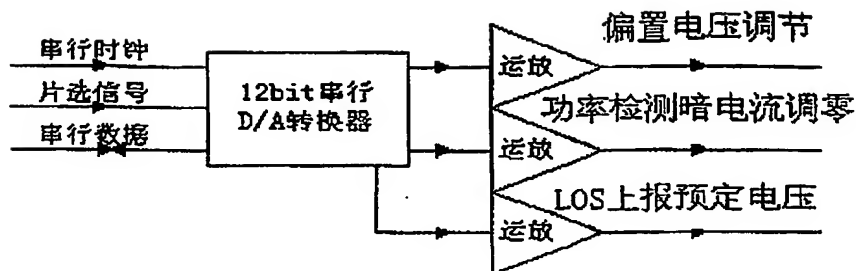 串行时钟
片选信号
串行数据
12bit串行
D/A转换器
运放
偏置电压调节
运放
功率检测暗电流调零
运放
LOS上报预定电压